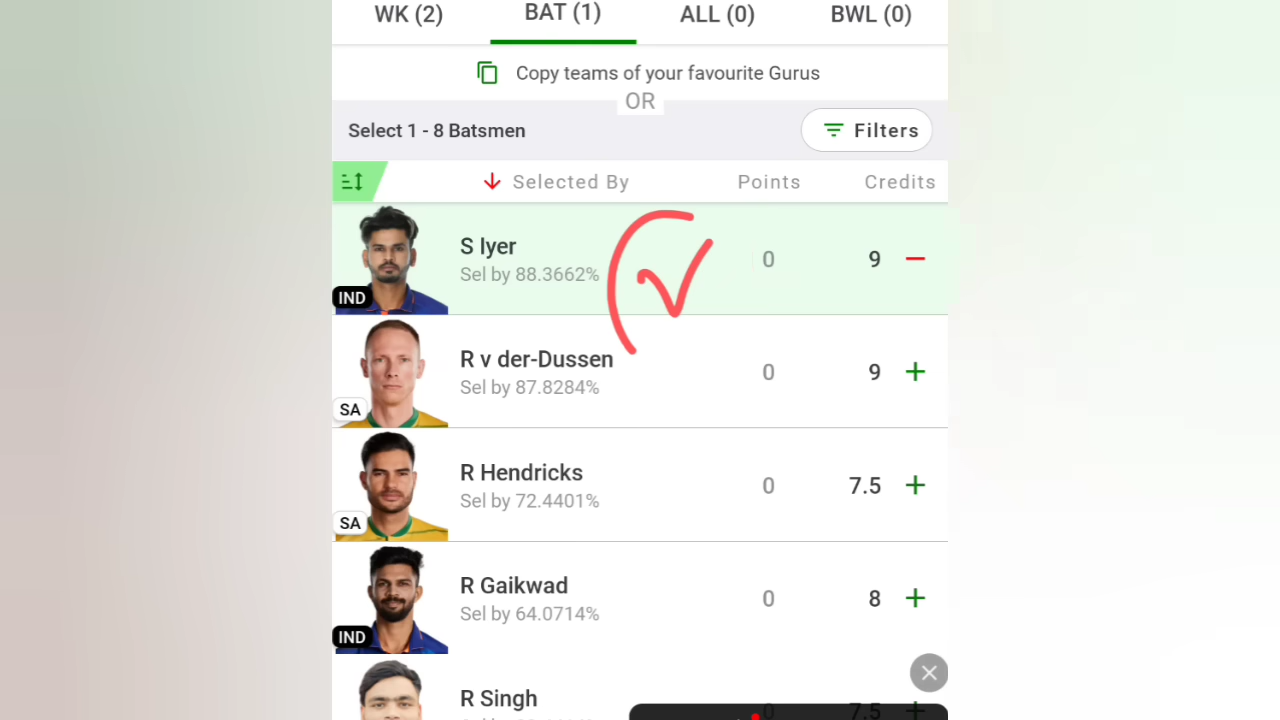 WK (2) BAT (1) ALL (0) BWL (0)
Copy teams of your favourite Gurus
OR
Select 1 - 8 Batsmen Filters
Selected By Points Credits
S Iyer
Sel by 88.3662% 0 9
IND
R v der-Dussen
Sel by 87.8284% 0 9
SA
R Hendricks
Sel by 72.4401% 0 7.5
SA
R Gaikwad
Sel by 64.0714% 0 8
IND
R Singh
0 7.5